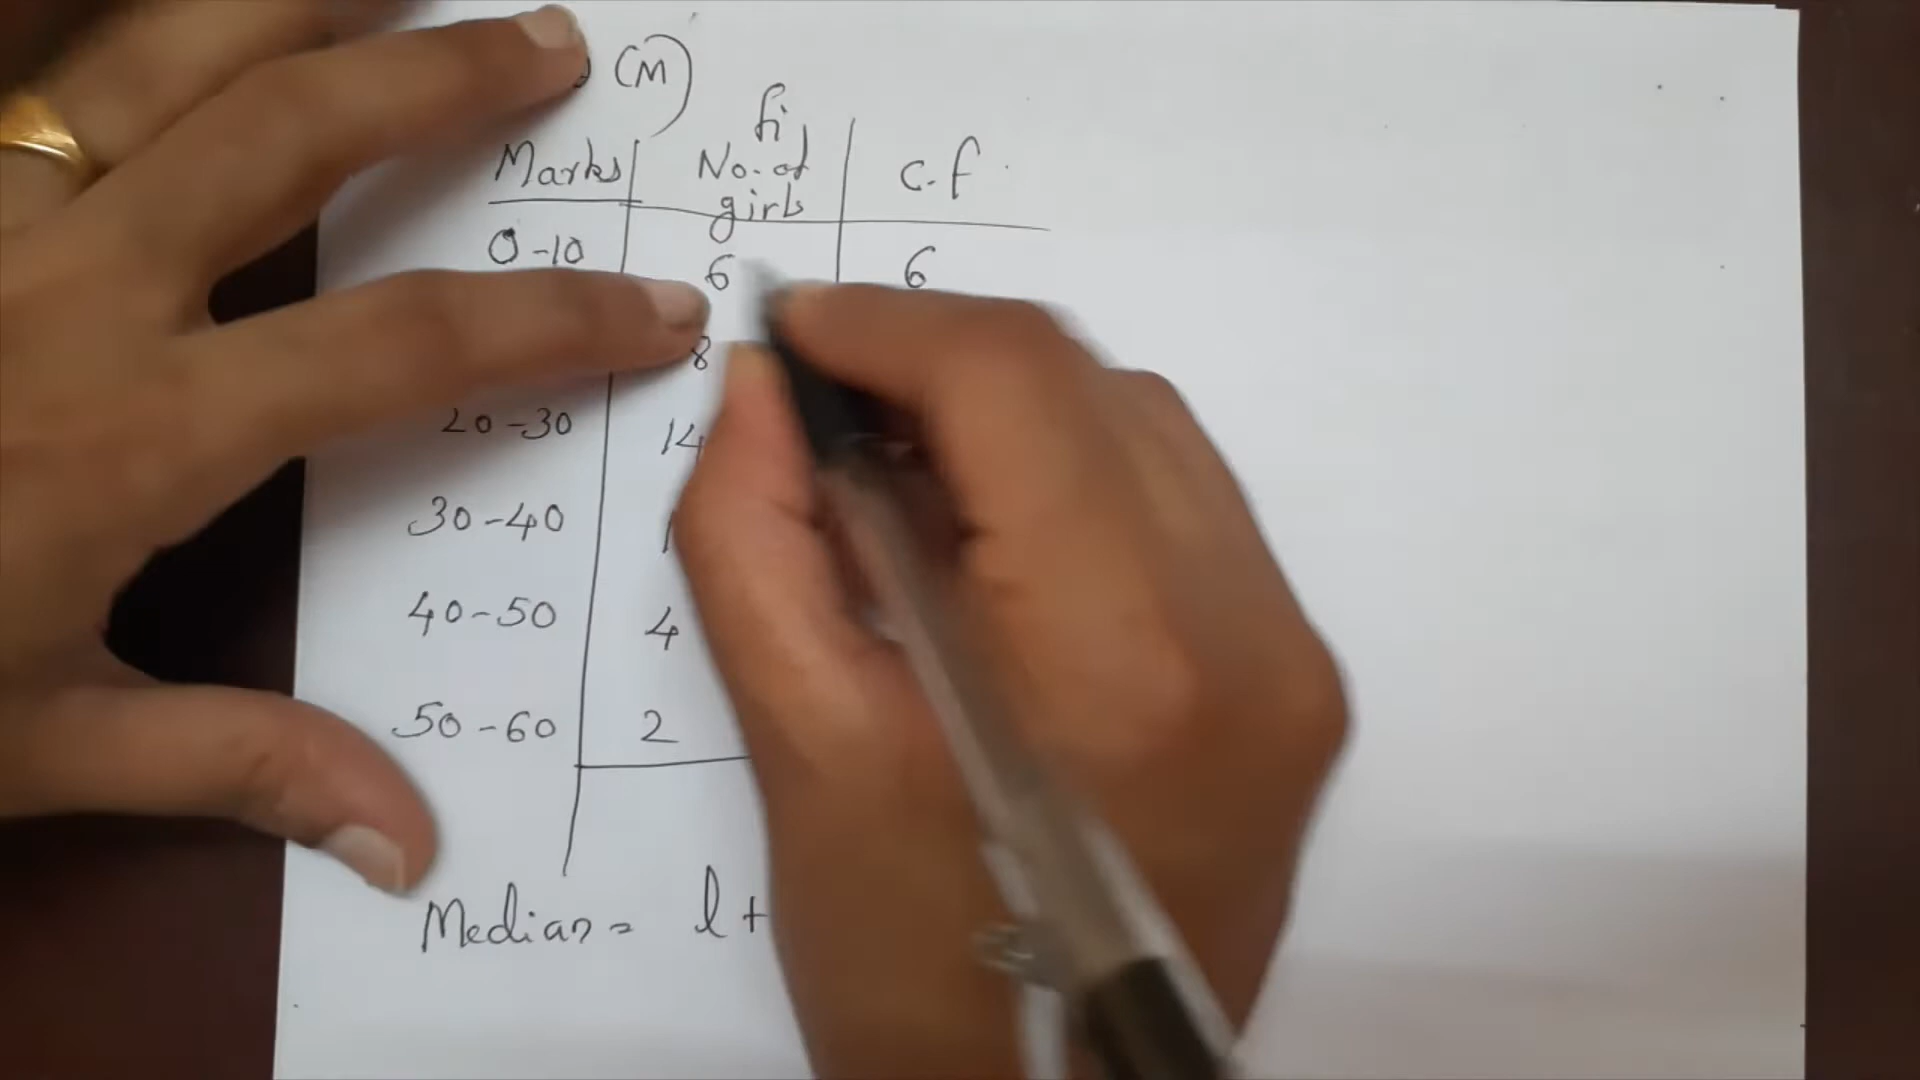 (M)
fi
Marks No. of girls c.f
0-10 6 6
8
20-30 14
30-40
40-50 4
50-60 2
Median = l +